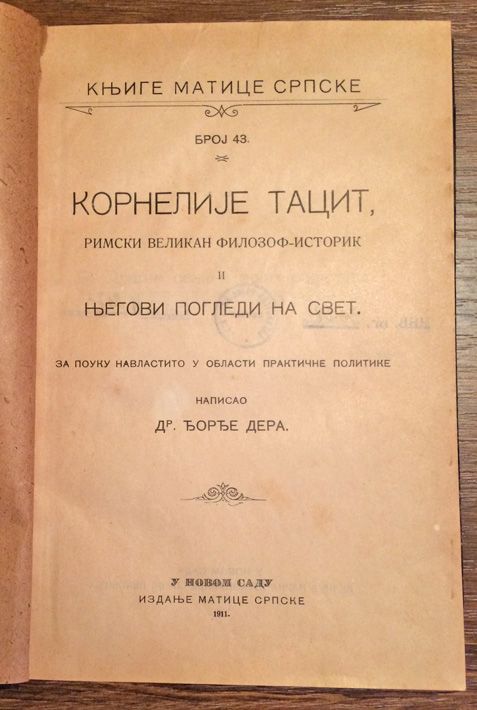 КЊИГЕ МАТИЦЕ СРПСКЕ
БРОЈ 43.
КОРНЕЛИЈЕ ТАЦИТ,
РИМСКИ ВЕЛИКАН ФИЛОЗОФ-ИСТОРИК
И
ЊЕГОВИ ПОГЛЕДИ НА СВЕТ.
ЗА ПОУКУ НАВЛАСТИТО У ОБЛАСТИ ПРАКТИЧНЕ ПОЛИТИКЕ
НАПИСАО
ДР. ЂОРЂЕ ДЕРА.
У НОВОМ САДУ
ИЗДАЊЕ МАТИЦЕ СРПСКЕ
1911.